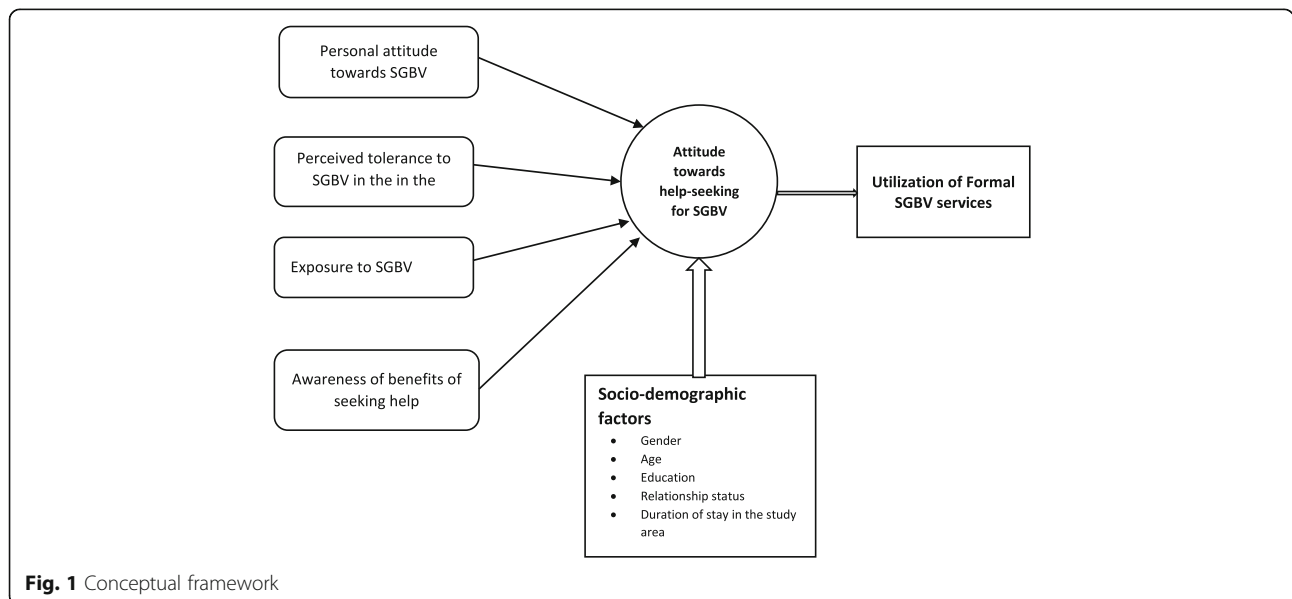 Personal attitude
towards SGBV
Perceived tolerance to
SGBV in the in the
Exposure to SGBV
Awareness of benefits of
seeking help
Attitude
towards
help-seeking
for SGBV
Utilization of Formal
SGBV services
Socio-demographic
factors
• Gender
• Age
• Education
• Relationship status
• Duration of stay in the study
area
Fig. 1 Conceptual framework